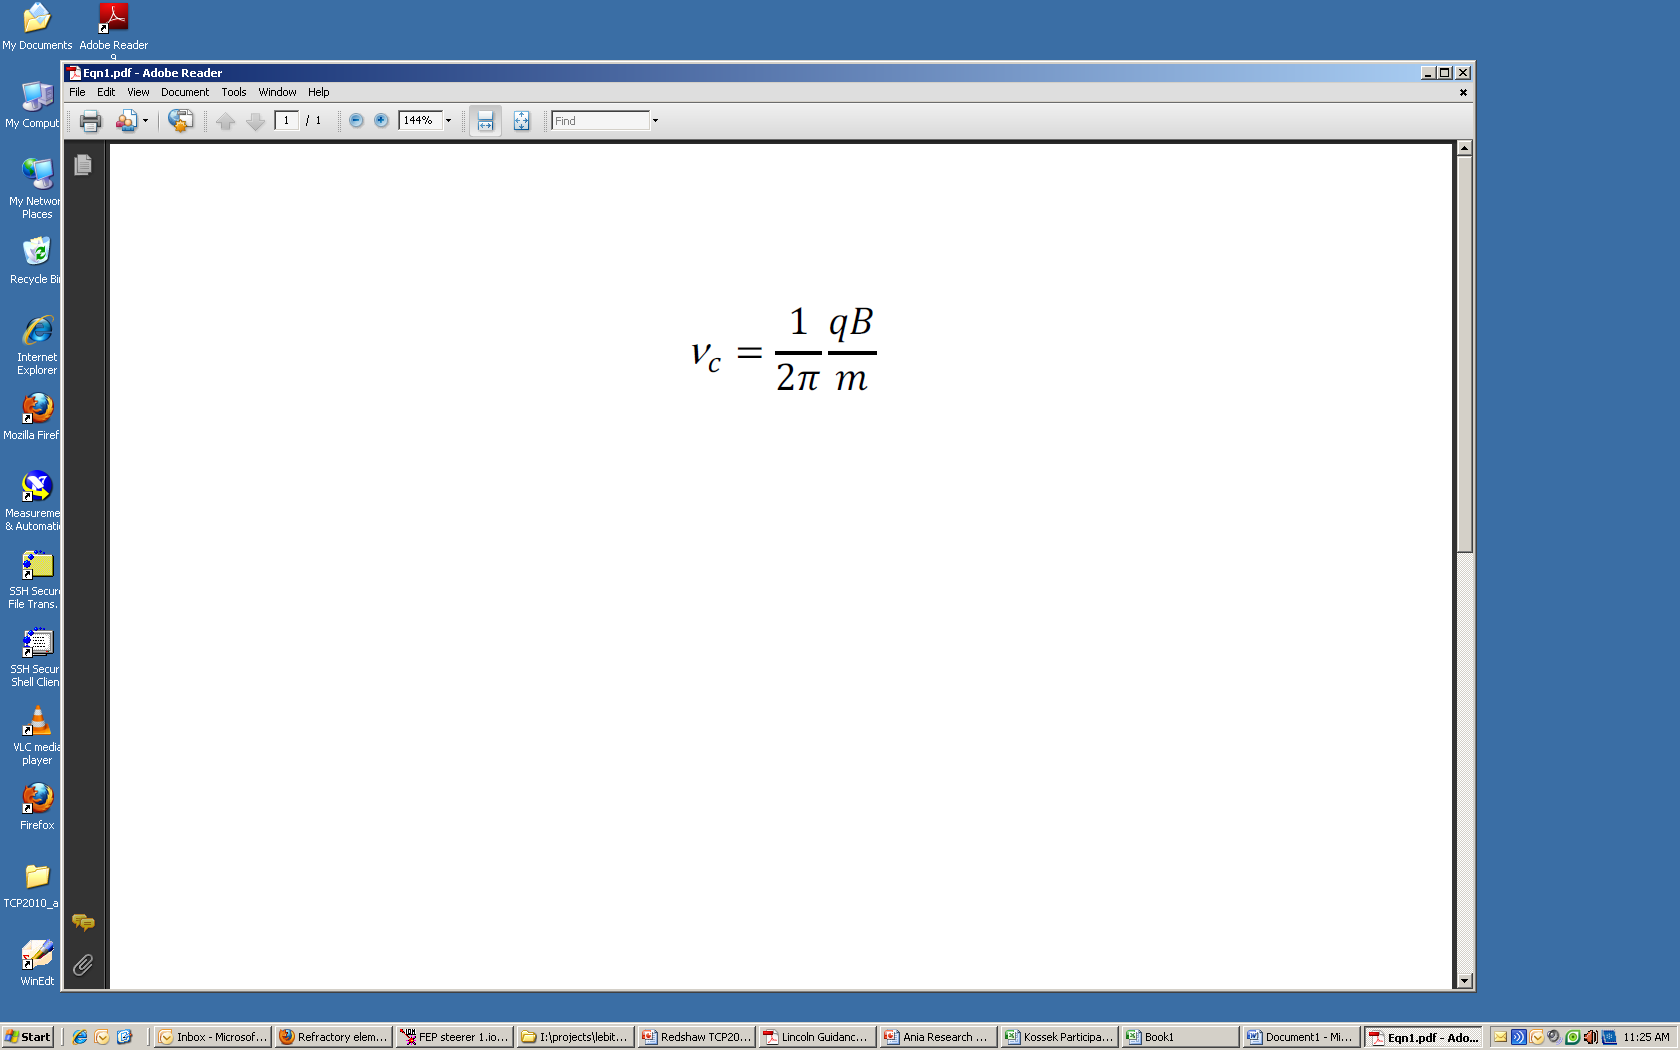 My Documents
Adobe Reader
9
Eqn1.pdf - Adobe Reader
File Edit View Document Tools Window Help
1 / 1 144% Find
My Comput
My Networ
Places
Recycle Bi
Internet
Explorer
Mozilla Firef
Measureme
& Automati
SSH Secur
File Trans.
SSH Secur
Shell Clien
VLC media
player
Firefox
TCP2010_a
WinEdt
ν_c = 1/2π qB/m
Start
Inbox - Microsof...
Refractory elem...
FEP steerer 1.io...
I:\projects\lebit...
Redshaw TCP20...
Lincoln Guidanc...
Ania Research ...
Kossek Participa...
Book1
Document1 - Mi...
Eqn1.pdf - Ado...
11:25 AM